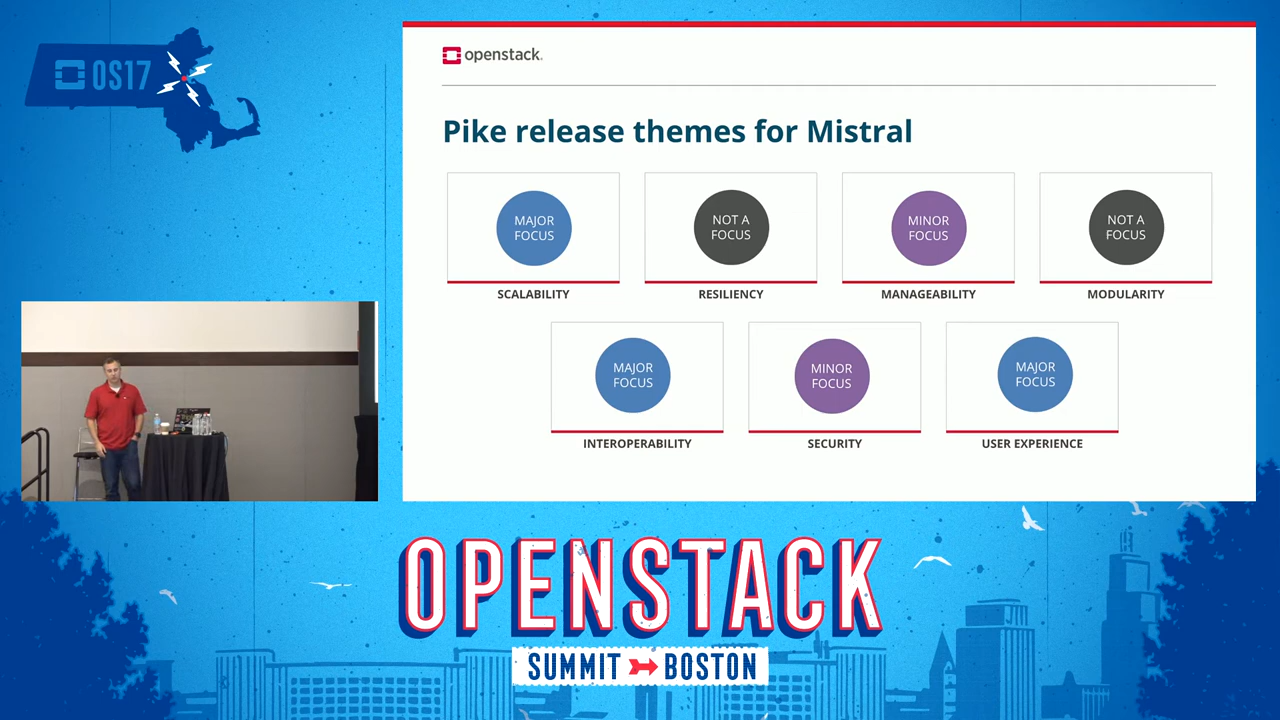 OS17
openstack.
Pike release themes for Mistral
MAJOR
FOCUS
NOT A
FOCUS
MINOR
FOCUS
NOT A
FOCUS
SCALABILITY
RESILIENCY
MANAGEABILITY
MODULARITY
MAJOR
FOCUS
MINOR
FOCUS
MAJOR
FOCUS
INTEROPERABILITY
SECURITY
USER EXPERIENCE
OPENSTACK
SUMMIT BOSTON